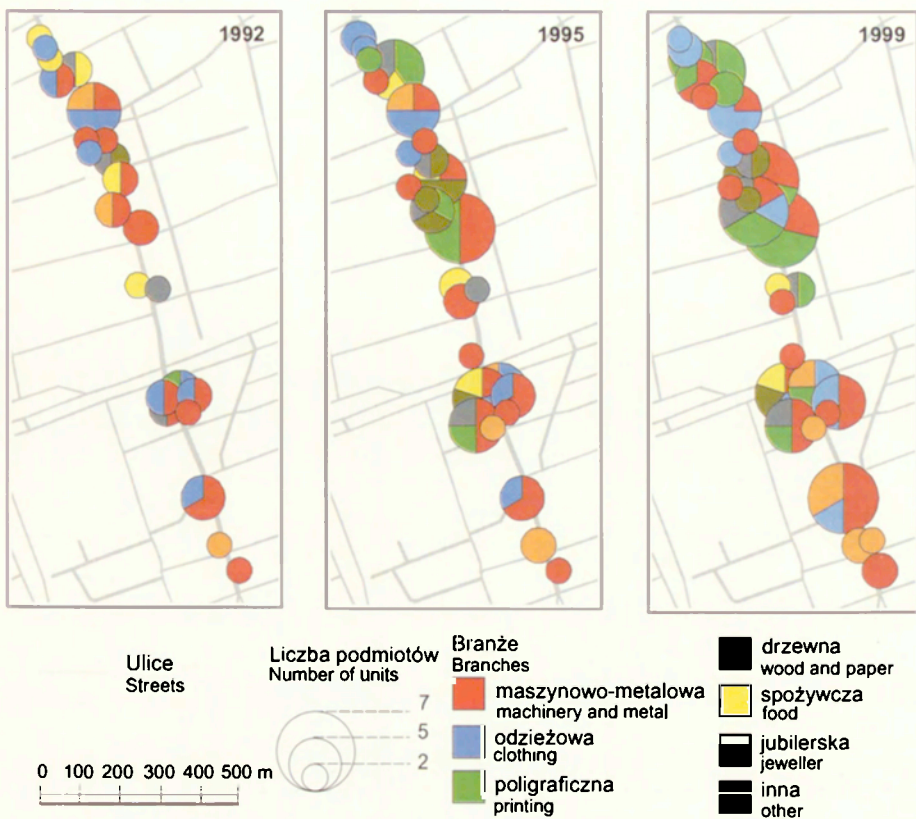 1992
1995
1999
Ulice
Streets
0 100 200 300 400 500 m
Liczba podmiotów
Number of units
7
5
2
Branże
Branches
maszynowo-metalowa
machinery and metal
odzieżowa
clothing
poligraficzna
printing
drzewna
wood and paper
spożywcza
food
jubilerska
jeweller
inna
other